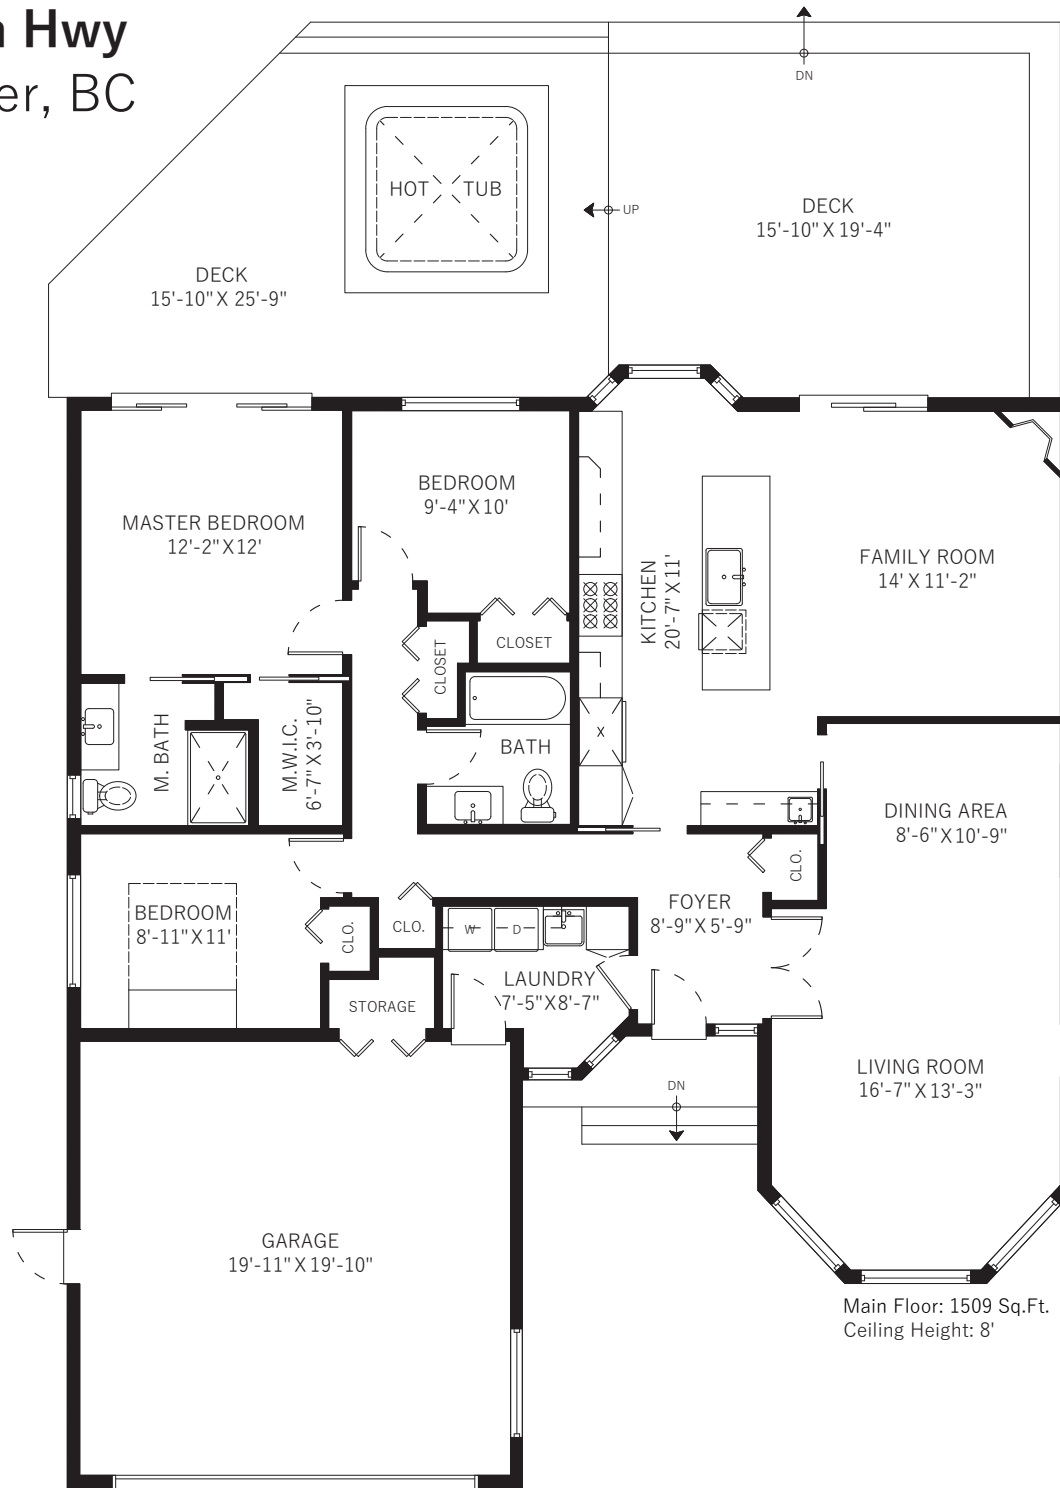 Hwy
BC
DN
HOT TUB
UP
DECK
15'-10" X 19'-4"
DECK
15'-10" X 25'-9"
BEDROOM
9'-4" X 10'
MASTER BEDROOM
12'-2" X 12'
KITCHEN
20'-7" X 11'
FAMILY ROOM
14' X 11'-2"
CLOSET
CLOSET
M. BATH
M.W.I.C.
6'-7" X 3'-10"
X
BATH
DINING AREA
8'-6" X 10'-9"
CLO.
BEDROOM
8'-11" X 11'
CLO.
CLO.
W
D
FOYER
8'-9" X 5'-9"
LAUNDRY
7'-5" X 8'-7"
STORAGE
LIVING ROOM
16'-7" X 13'-3"
DN
GARAGE
19'-11" X 19'-10"
Main Floor: 1509 Sq.Ft.
Ceiling Height: 8'